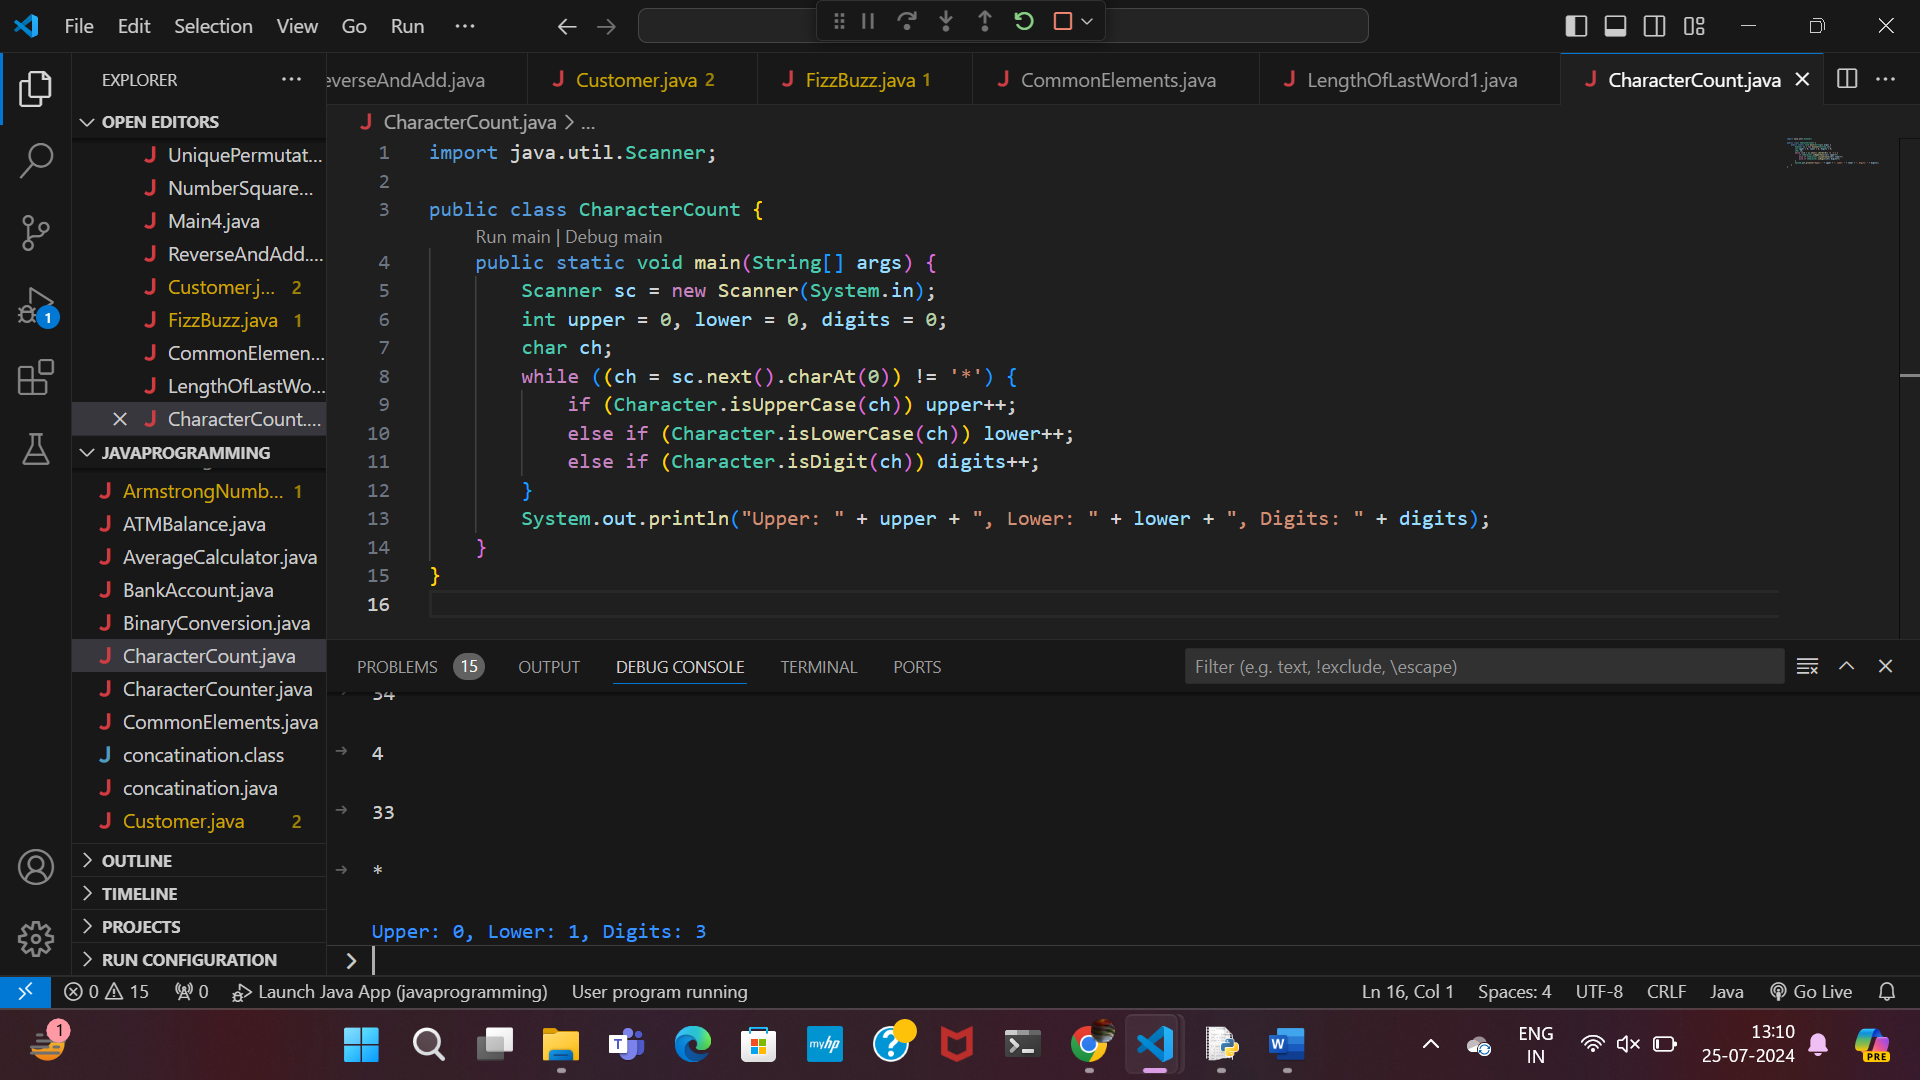 File Edit Selection View Go Run ...
EXPLORER ...
everseAndAdd.java Customer.java 2 FizzBuzz.java 1 CommonElements.java LengthOfLastWord1.java CharacterCount.java ...
OPEN EDITORS
UniquePermutat...
NumberSquare...
Main4.java
ReverseAndAdd....
Customer.j... 2
FizzBuzz.java 1
CommonElemen...
LengthOfLastWo...
CharacterCount....
JAVAPROGRAMMING
ArmstrongNumb... 1
ATMBalance.java
AverageCalculator.java
BankAccount.java
BinaryConversion.java
CharacterCount.java
CharacterCounter.java
CommonElements.java
concatination.class
concatination.java
Customer.java 2
OUTLINE
TIMELINE
PROJECTS
RUN CONFIGURATION
1
CharacterCount.java > ...
1 import java.util.Scanner;
2
3 public class CharacterCount {
Run main | Debug main
4 public static void main(String[] args) {
5 Scanner sc = new Scanner(System.in);
6 int upper = 0, lower = 0, digits = 0;
7 char ch;
8 while ((ch = sc.next().charAt(0)) != '*') {
9 if (Character.isUpperCase(ch)) upper++;
10 else if (Character.isLowerCase(ch)) lower++;
11 else if (Character.isDigit(ch)) digits++;
12 }
13 System.out.println("Upper: " + upper + ", Lower: " + lower + ", Digits: " + digits);
14 }
15 }
16
PROBLEMS 15 OUTPUT DEBUG CONSOLE TERMINAL PORTS Filter (e.g. text, !exclude, \escape)
34
4
33
*
Upper: 0, Lower: 1, Digits: 3
>
0 15 0 Launch Java App (javaprogramming) User program running Ln 16, Col 1 Spaces: 4 UTF-8 CRLF Java Go Live
1
myhp
ENG
IN
13:10
25-07-2024
PRE